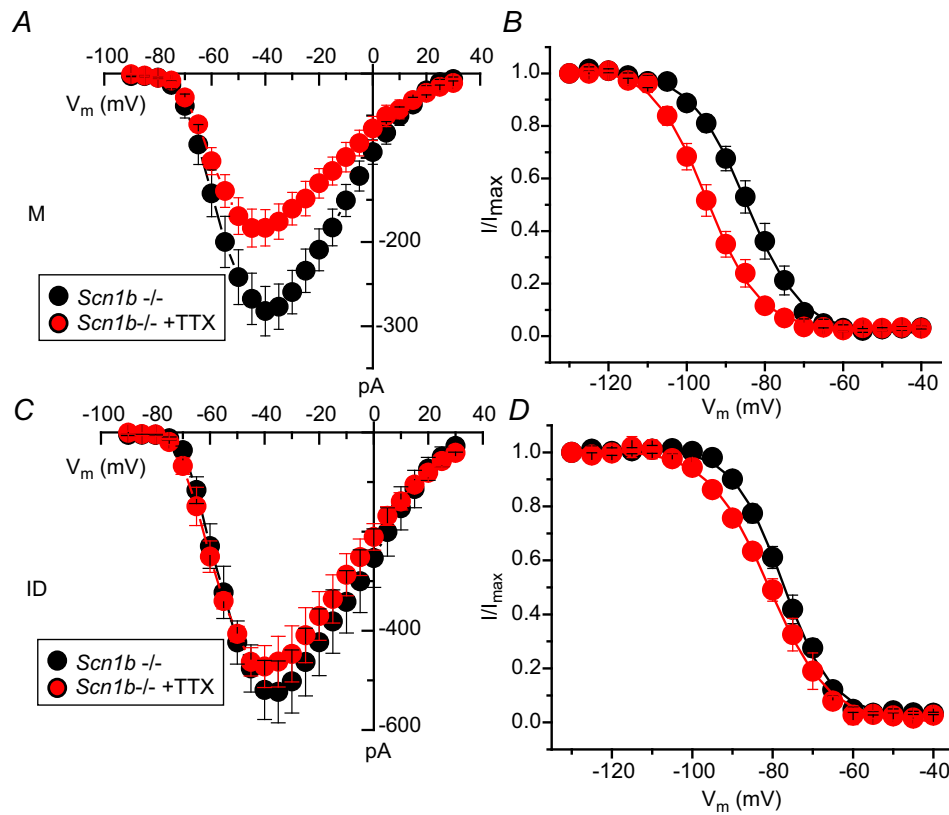 A
-100 -80 -60 -40 -20 0 20 40
V_m (mV)
M
-200
-300
pA
Scn1b -/-
Scn1b-/- +TTX
B
I/I_max
1.0
0.8
0.6
0.4
0.2
0.0
-120 -100 -80 -60 -40
V_m (mV)
C
-100 -80 -60 -40 -20 0 20 40
V_m (mV)
ID
-400
-600
pA
Scn1b -/-
Scn1b-/- +TTX
D
I/I_max
1.0
0.8
0.6
0.4
0.2
0.0
-120 -100 -80 -60 -40
V_m (mV)